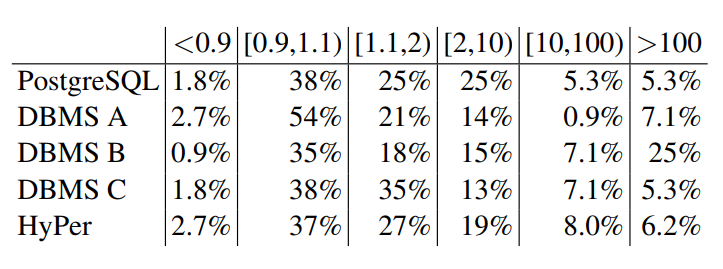 <0.9 [0.9,1.1) [1.1,2) [2,10) [10,100) >100
PostgreSQL 1.8% 38% 25% 25% 5.3% 5.3%
DBMS A 2.7% 54% 21% 14% 0.9% 7.1%
DBMS B 0.9% 35% 18% 15% 7.1% 25%
DBMS C 1.8% 38% 35% 13% 7.1% 5.3%
HyPer 2.7% 37% 27% 19% 8.0% 6.2%